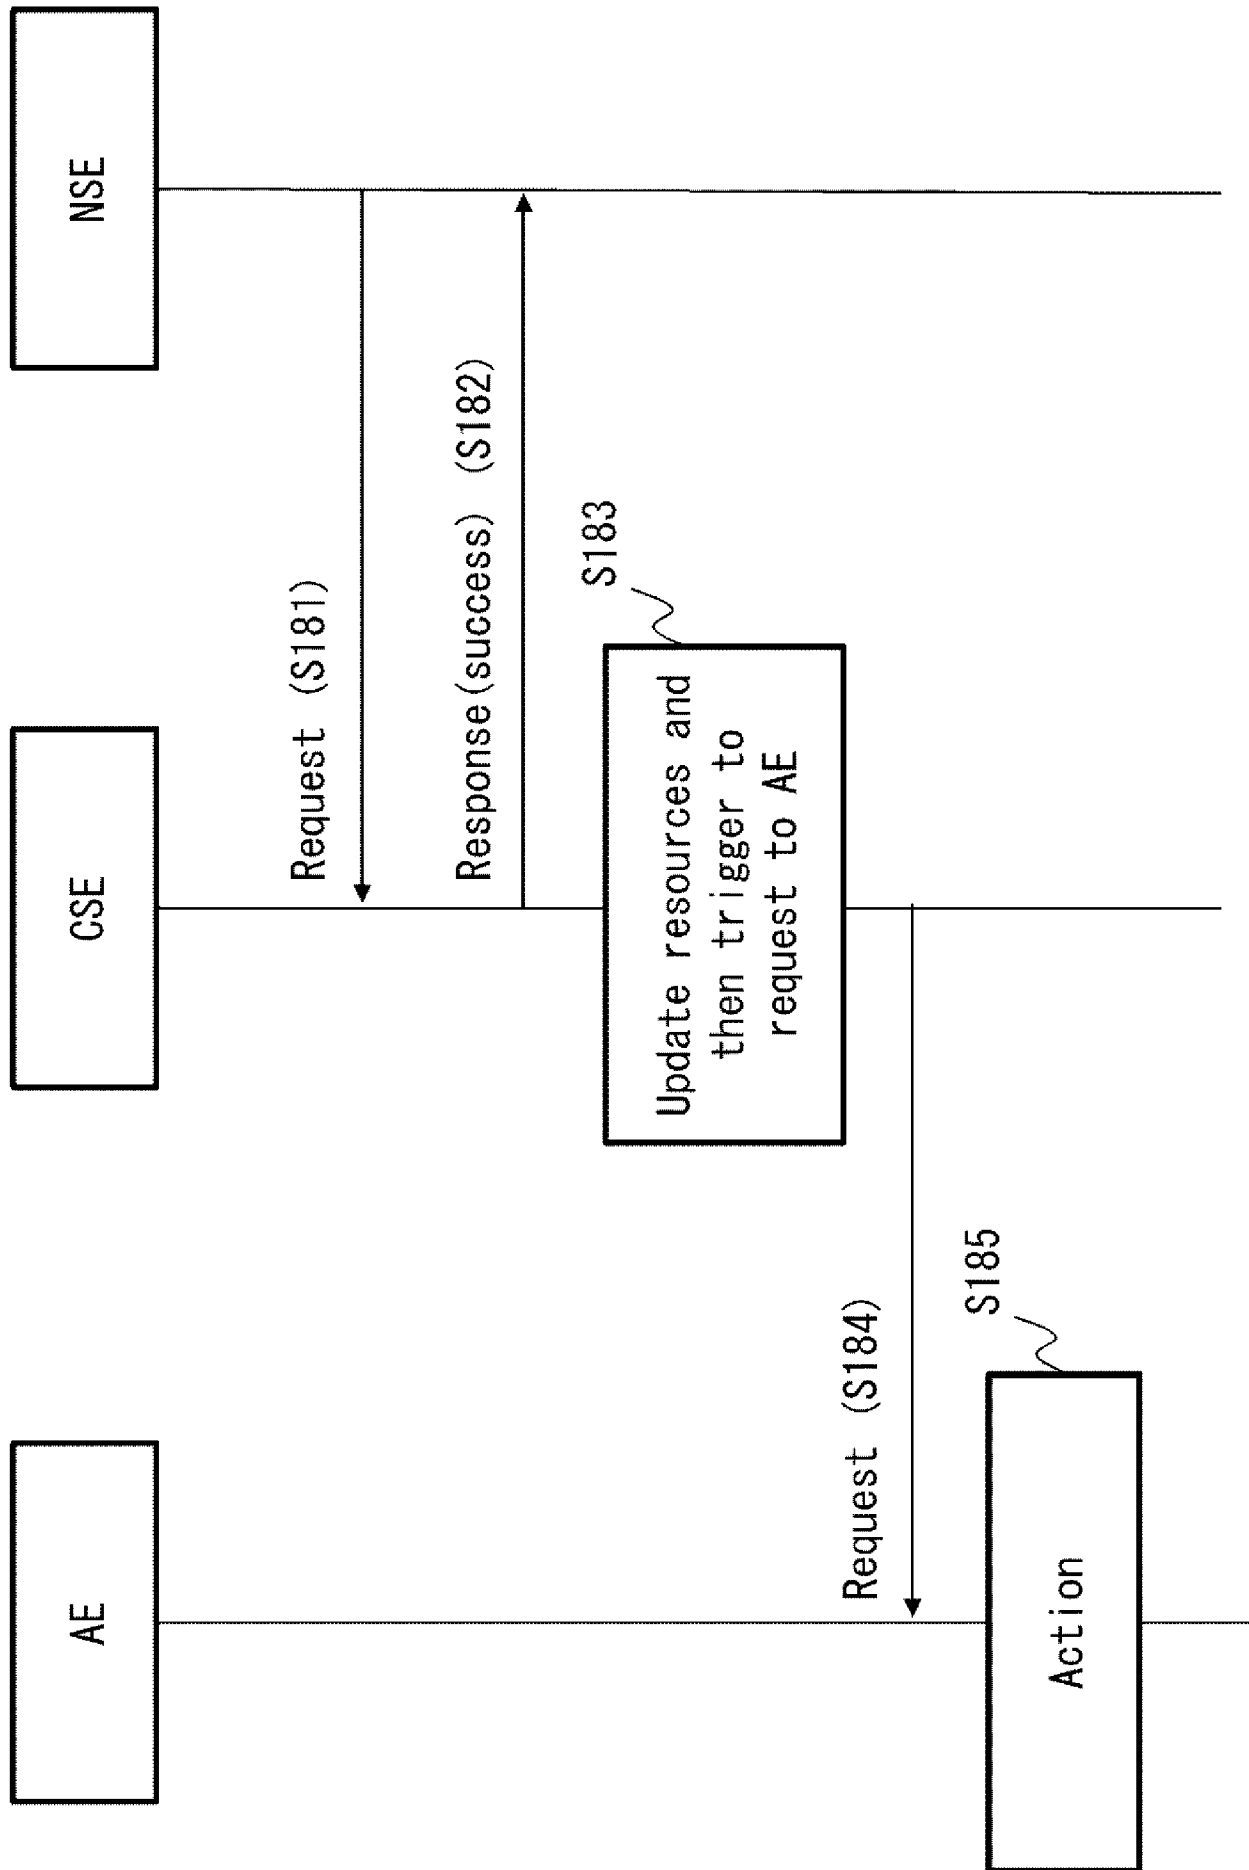 AE
CSE
NSE
Request (S181)
Response(success) (S182)
S183
Update resources and
then trigger to
request to AE
Request (S184)
S185
Action